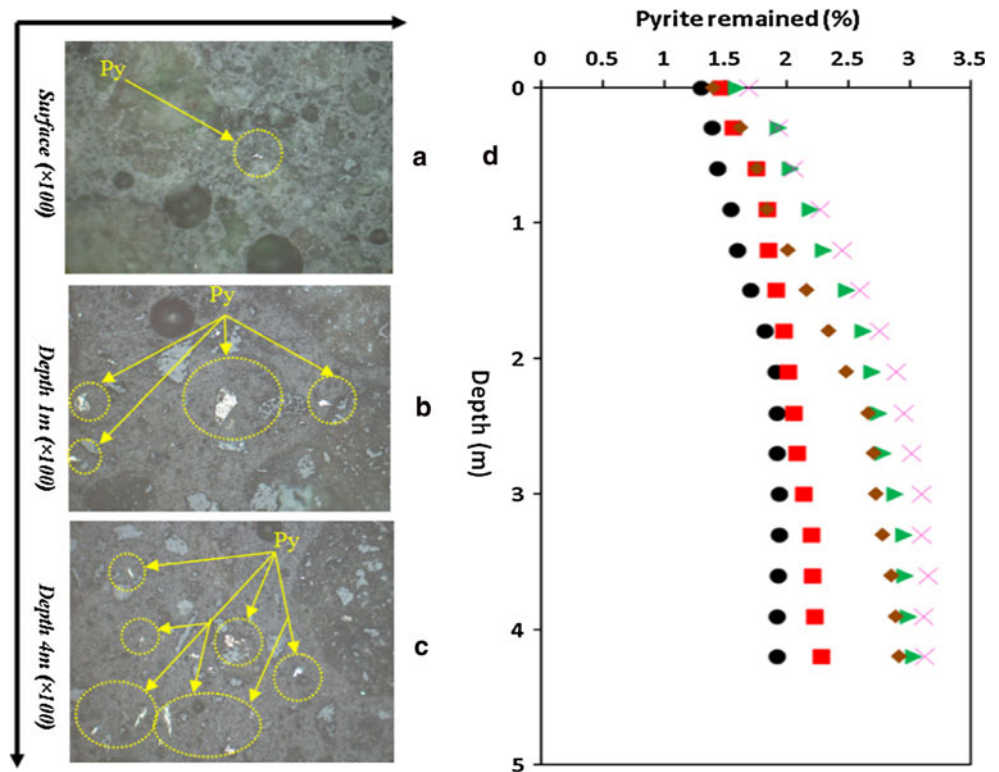 Surface (×100)
Py
a
Depth 1m (×100)
Py
b
Depth 4m (×100)
Py
c
d
Pyrite remained (%)
0 0.5 1 1.5 2 2.5 3 3.5
0
1
2
3
4
5
Depth (m)